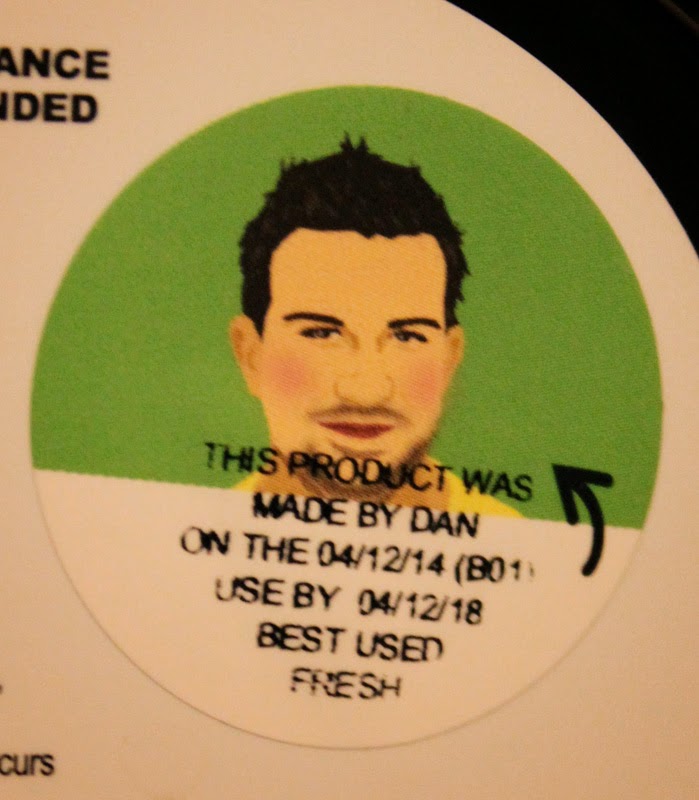 ANCE
NDED
THIS PRODUCT WAS
MADE BY DAN
ON THE 04/12/14 (B01)
USE BY 04/12/18
BEST USED
FRESH
curs